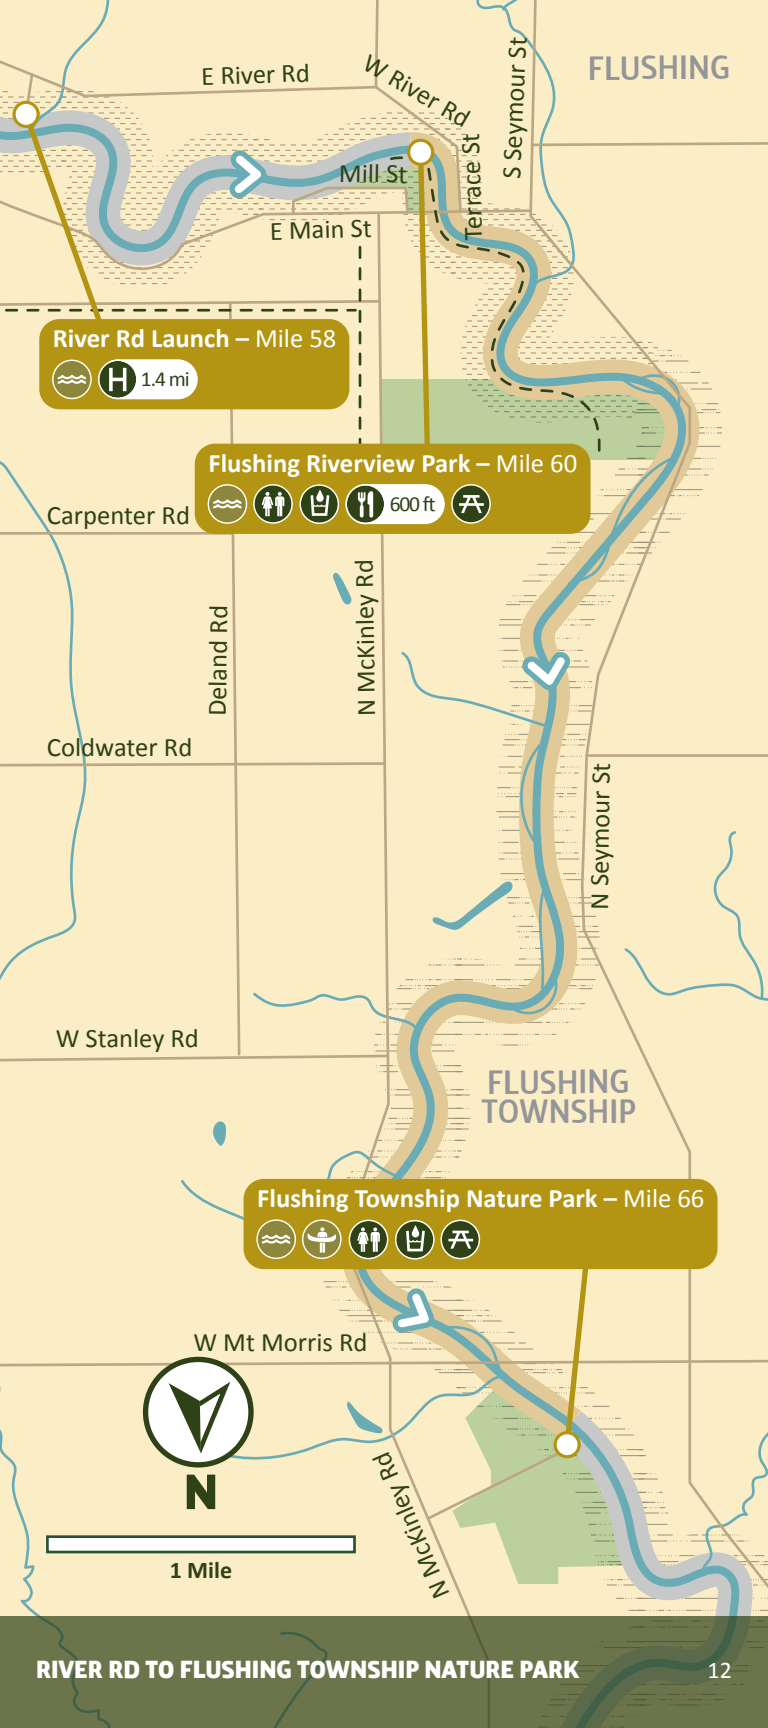 FLUSHING
E River Rd
W River Rd
S Seymour St
Terrace St
Mill St
E Main St
River Rd Launch – Mile 58
H 1.4 mi
Flushing Riverview Park – Mile 60
600 ft
Carpenter Rd
Deland Rd
N McKinley Rd
Coldwater Rd
N Seymour St
W Stanley Rd
FLUSHING
TOWNSHIP
Flushing Township Nature Park – Mile 66
W Mt Morris Rd
N McKinley Rd
N
1 Mile
RIVER RD TO FLUSHING TOWNSHIP NATURE PARK 12